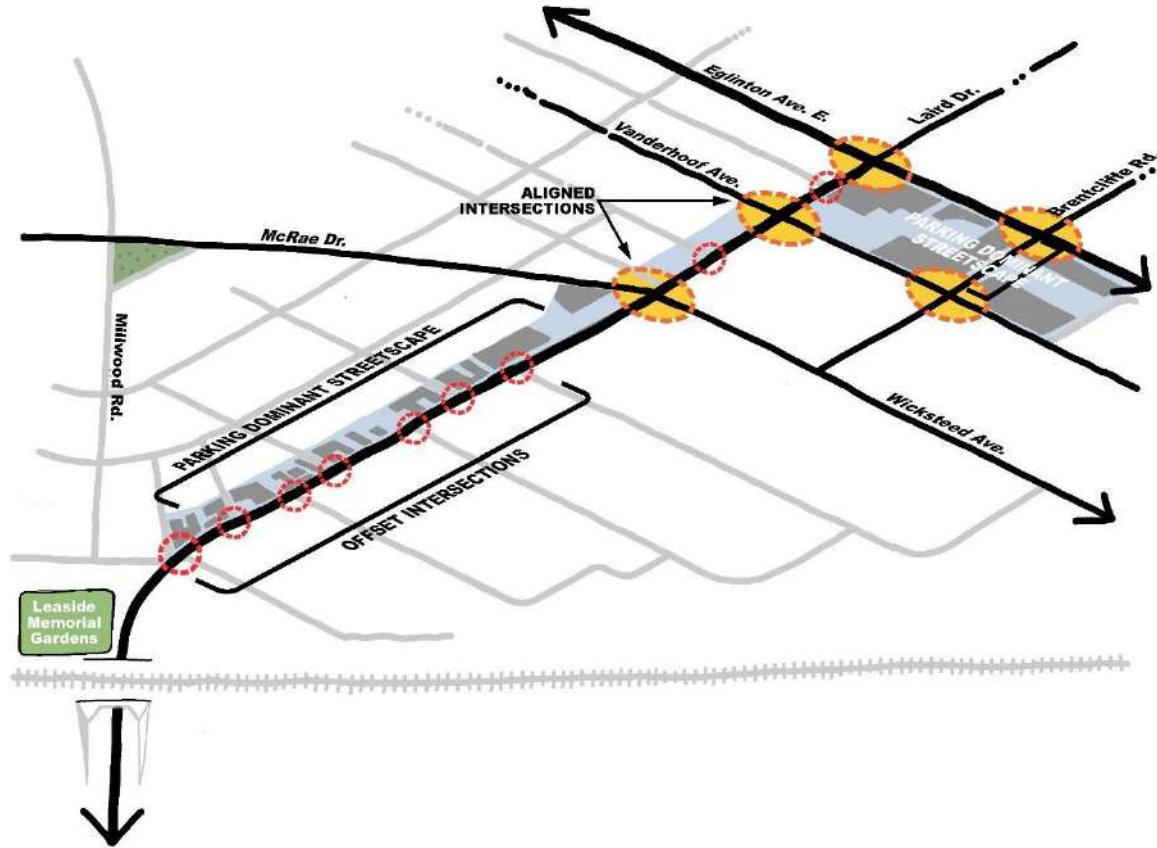 Eglinton Ave. E.
Laird Dr.
Vanderhoof Ave.
Brentcliffe Rd.
ALIGNED
INTERSECTIONS
PARKING DOMINANT
STREETSCAPE
McRae Dr.
Millwood Rd.
PARKING DOMINANT STREETSCAPE
Wicksteed Ave.
OFFSET INTERSECTIONS
Leaside
Memorial
Gardens